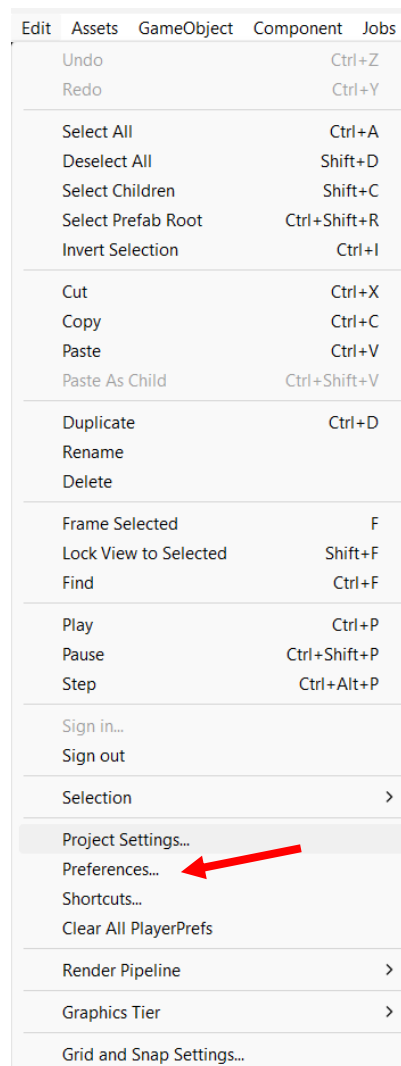 Edit Assets GameObject Component Jobs
Undo Ctrl+Z
Redo Ctrl+Y
Select All Ctrl+A
Deselect All Shift+D
Select Children Shift+C
Select Prefab Root Ctrl+Shift+R
Invert Selection Ctrl+I
Cut Ctrl+X
Copy Ctrl+C
Paste Ctrl+V
Paste As Child Ctrl+Shift+V
Duplicate Ctrl+D
Rename
Delete
Frame Selected F
Lock View to Selected Shift+F
Find Ctrl+F
Play Ctrl+P
Pause Ctrl+Shift+P
Step Ctrl+Alt+P
Sign in...
Sign out
Selection >
Project Settings...
Preferences...
Shortcuts...
Clear All PlayerPrefs
Render Pipeline >
Graphics Tier >
Grid and Snap Settings...